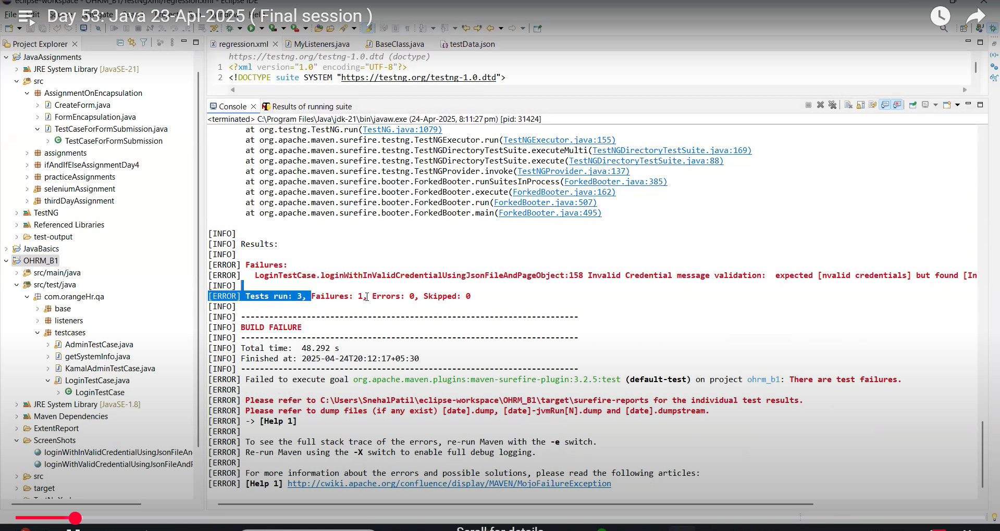 eclipse-workspace - OHRM_B1/TestNgXml/regression.xml - Eclipse IDE
Day 53: Java 23-Apr-2025 ( Final session )
File Edit Navigate Project Run Window Help
Project Explorer
JavaAssignments
JRE System Library [JavaSE-21]
src
AssignmentOnEncapsulation
CreateForm.java
FormEncapsulation.java
TestCaseForFormSubmission.java
TestCaseForFormSubmission
assignments
ifAndIfElseAssignmentDay4
practiceAssignments
seleniumAssignment
thirdDayAssignment
TestNG
Referenced Libraries
test-output
JavaBasics
OHRM_B1
src/main/java
src/test/java
com.orangeHr.qa
base
listeners
testcases
AdminTestCase.java
getSystemInfo.java
KamalAdminTestCase.java
LoginTestCase.java
LoginTestCase
JRE System Library [JavaSE-1.8]
Maven Dependencies
ExtentReport
ScreenShots
loginWithInValidCredentialUsingJsonFileAn
loginWithValidCredentialUsingJsonFileAndP
src
target
regression.xml MyListeners.java BaseClass.java testData.json
https://testng.org/testng-1.0.dtd (doctype)
1 <?xml version="1.0" encoding="UTF-8"?>
2 <!DOCTYPE suite SYSTEM "https://testng.org/testng-1.0.dtd">
Console Results of running suite
<terminated> C:\Program Files\Java\jdk-21\bin\javaw.exe (24-Apr-2025, 8:11:27 pm) [pid: 31424]
at org.testng.TestNG.run(TestNG.java:1079)
at org.apache.maven.surefire.testng.TestNGExecutor.run(TestNGExecutor.java:155)
at org.apache.maven.surefire.testng.TestNGDirectoryTestSuite.executeMulti(TestNGDirectoryTestSuite.java:169)
at org.apache.maven.surefire.testng.TestNGDirectoryTestSuite.execute(TestNGDirectoryTestSuite.java:88)
at org.apache.maven.surefire.testng.TestNGProvider.invoke(TestNGProvider.java:137)
at org.apache.maven.surefire.booter.ForkedBooter.runSuitesInProcess(ForkedBooter.java:385)
at org.apache.maven.surefire.booter.ForkedBooter.execute(ForkedBooter.java:162)
at org.apache.maven.surefire.booter.ForkedBooter.run(ForkedBooter.java:507)
at org.apache.maven.surefire.booter.ForkedBooter.main(ForkedBooter.java:495)
[INFO]
[INFO] Results:
[INFO]
[ERROR] Failures:
[ERROR] LoginTestCase.loginWithInValidCredentialUsingJsonFileAndPageObject:158 Invalid Credential message validation: expected [nvalid credentials] but found [In
[INFO]
[ERROR] Tests run: 3, Failures: 1, Errors: 0, Skipped: 0
[INFO]
[INFO] ------------------------------------------------------------------------
[INFO] BUILD FAILURE
[INFO] ------------------------------------------------------------------------
[INFO] Total time: 48.292 s
[INFO] Finished at: 2025-04-24T20:12:17+05:30
[INFO] ------------------------------------------------------------------------
[ERROR] Failed to execute goal org.apache.maven.plugins:maven-surefire-plugin:3.2.5:test (default-test) on project ohrm_b1: There are test failures.
[ERROR]
[ERROR] Please refer to C:\Users\SnehalPatil\eclipse-workspace\OHRM_B1\target\surefire-reports for the individual test results.
[ERROR] Please refer to dump files (if any exist) [date].dump, [date]-jvmRun[N].dump and [date].dumpstream.
[ERROR] -> [Help 1]
[ERROR]
[ERROR] To see the full stack trace of the errors, re-run Maven with the -e switch.
[ERROR] Re-run Maven using the -X switch to enable full debug logging.
[ERROR]
[ERROR] For more information about the errors and possible solutions, please read the following articles:
[ERROR] [Help 1] http://cwiki.apache.org/confluence/display/MAVEN/MojoFailureException
Scroll for details